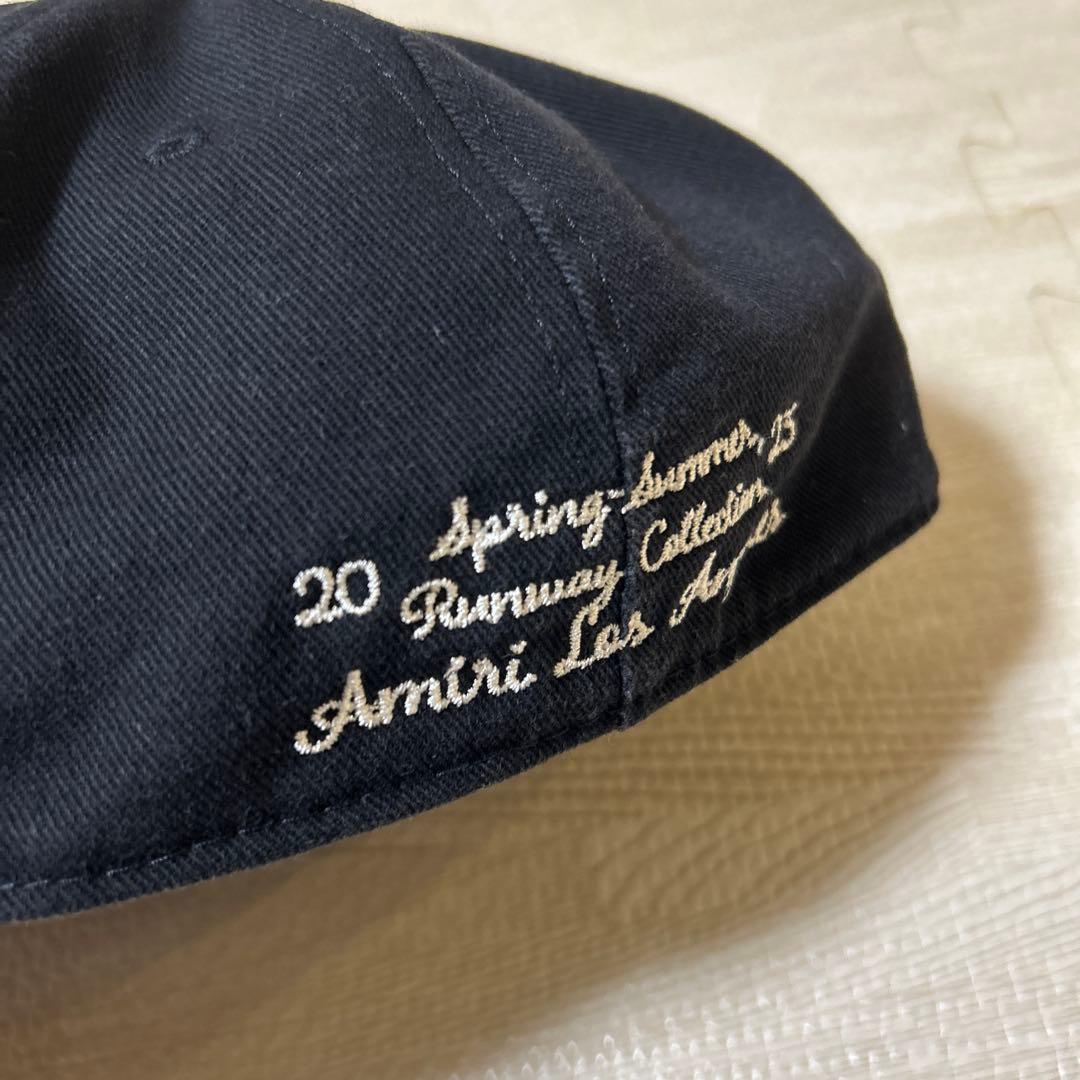 20 Spring-Summer, 25
Runway Collection,
Amiri Los Angeles